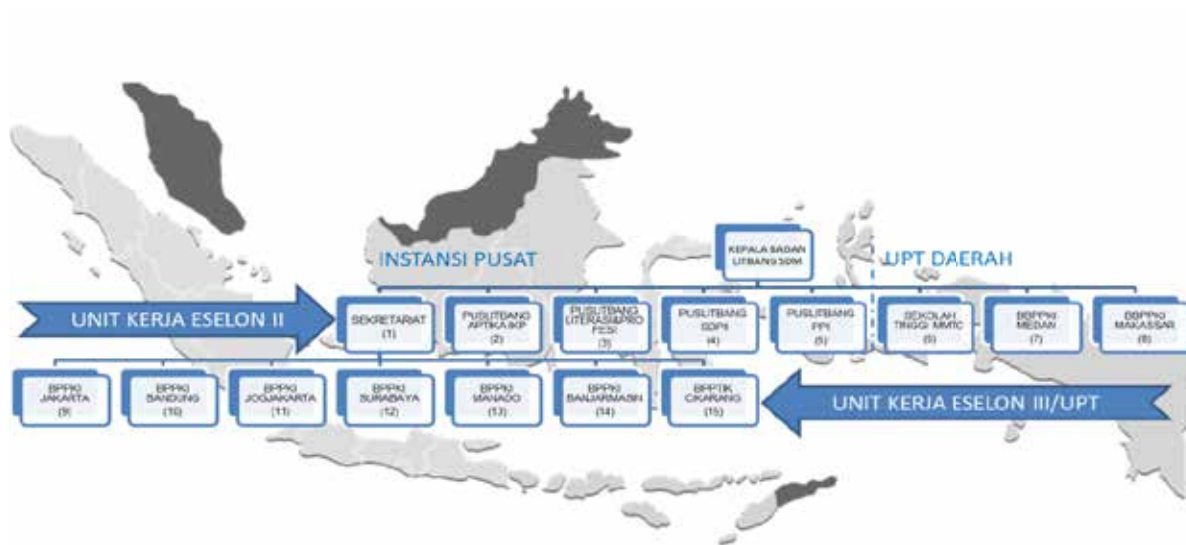 KEPALA BADAN
LITBANG SDM
INSTANSI PUSAT
UPT DAERAH
UNIT KERJA ESELON II
SEKRETARIAT
(1)
PUSLITBANG
APTIKA IKP
(2)
PUSLITBANG
LITERASI&PRO
FESI
(3)
PUSLITBANG
SDPII
(4)
PUSLITBANG
PPI
(5)
SEKOLAH
TINGGI MMTC
(6)
BBPPKI
MEDAN
(7)
BBPPKI
MAKASSAR
(8)
BPPKI
JAKARTA
(9)
BPPKI
BANDUNG
(10)
BPPKI
JOGJAKARTA
(11)
BPPKI
SURABAYA
(12)
BPPKI
MANADO
(13)
BPPKI
BANJARMASIN
(14)
BPPTIK
CIKARANG
(15)
UNIT KERJA ESELON III/UPT